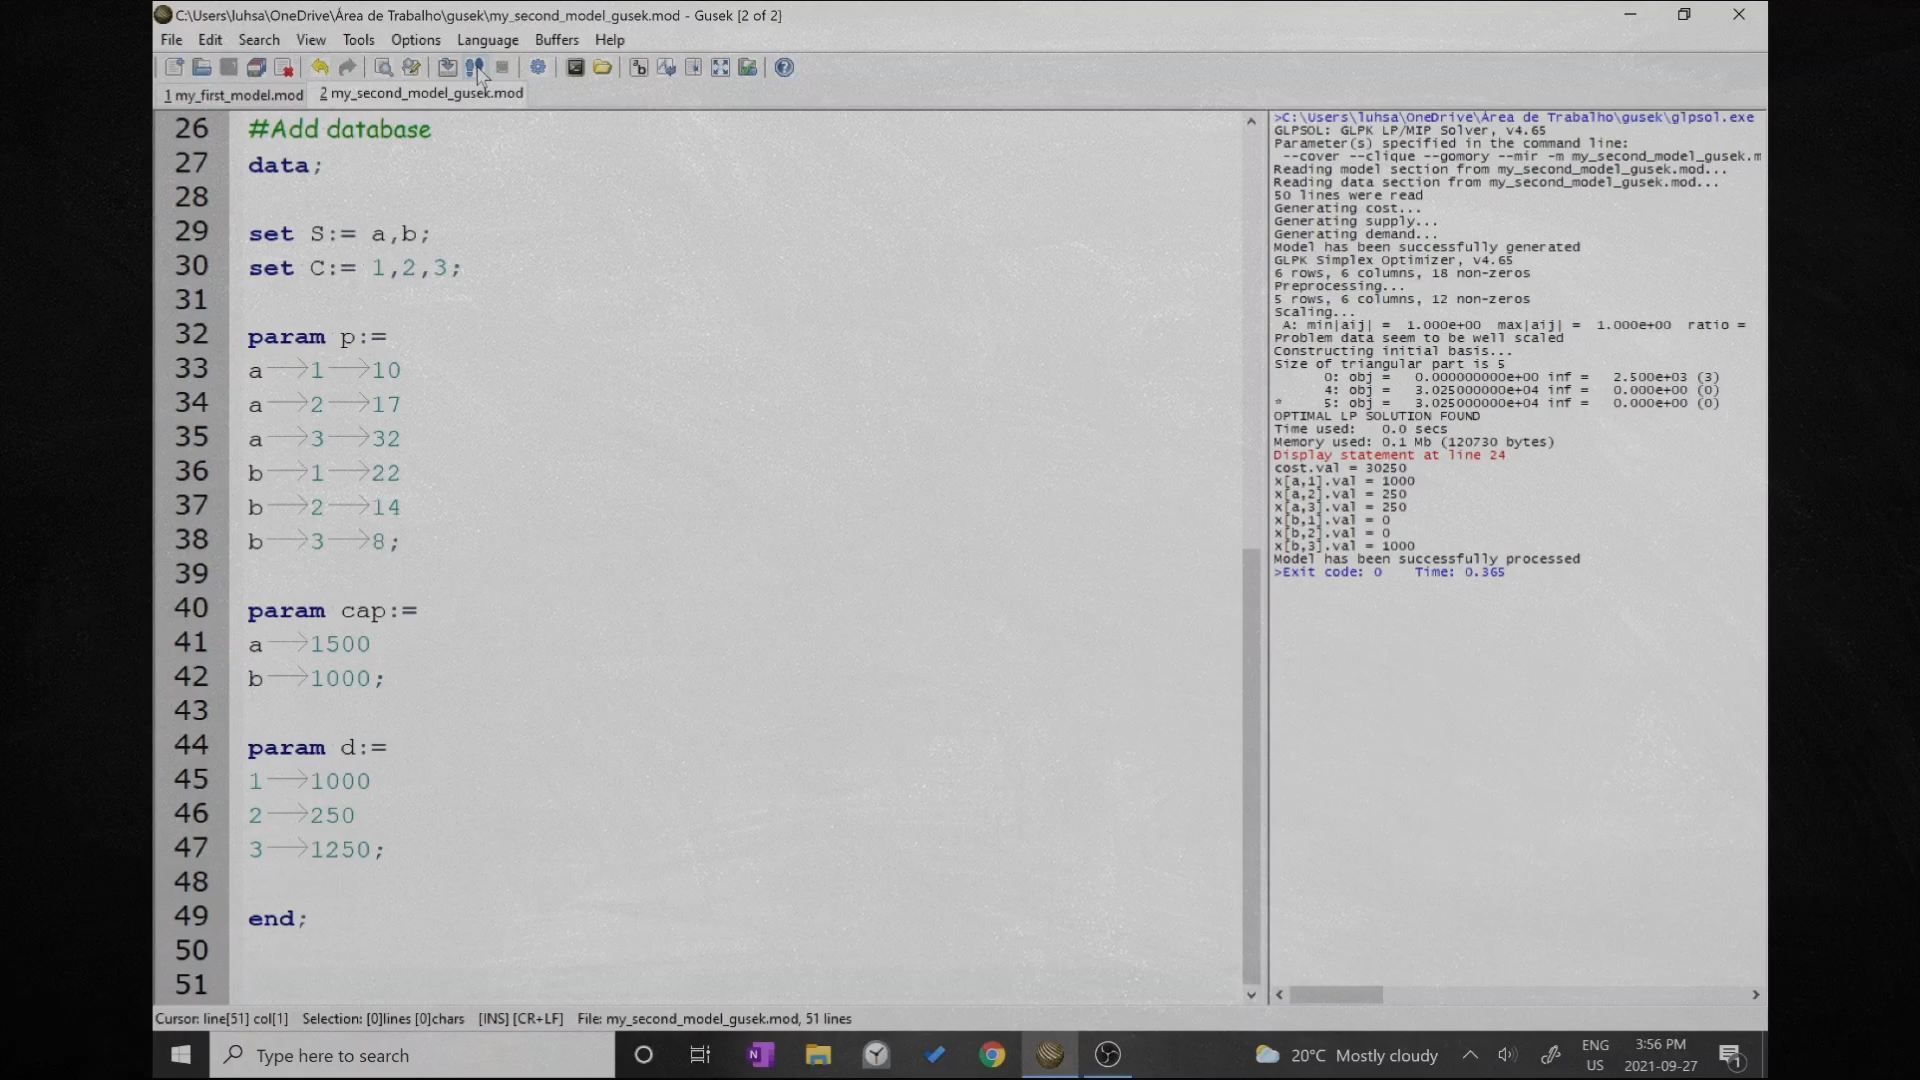 C:\Users\luhsa\OneDrive\Área de Trabalho\gusek\my_second_model_gusek.mod - Gusek [2 of 2]
File Edit Search View Tools Options Language Buffers Help
1 my_first_model.mod 2 my_second_model_gusek.mod
26 #Add database
27 data;
28
29 set S:= a,b;
30 set C:= 1,2,3;
31
32 param p:=
33 a 1 10
34 a 2 17
35 a 3 32
36 b 1 22
37 b 2 14
38 b 3 8;
39
40 param cap:=
41 a 1500
42 b 1000;
43
44 param d:=
45 1 1000
46 2 250
47 3 1250;
48
49 end;
50
51
>C:\Users\luhsa\OneDrive\Área de Trabalho\gusek\glpsol.exe
GLPSOL: GLPK LP/MIP Solver, v4.65
Parameter(s) specified in the command line:
--cover --clique --gomory --mir -m my_second_model_gusek.m
Reading model section from my_second_model_gusek.mod...
Reading data section from my_second_model_gusek.mod...
50 lines were read
Generating cost...
Generating supply...
Generating demand...
Model has been successfully generated
GLPK Simplex Optimizer, v4.65
6 rows, 6 columns, 18 non-zeros
Preprocessing...
5 rows, 6 columns, 12 non-zeros
Scaling...
A: min|aij| = 1.000e+00 max|aij| = 1.000e+00 ratio =
Problem data seem to be well scaled
Constructing initial basis...
Size of triangular part is 5
0: obj = 0.000000000e+00 inf = 2.500e+03 (3)
4: obj = 3.025000000e+04 inf = 0.000e+00 (0)
* 5: obj = 3.025000000e+04 inf = 0.000e+00 (0)
OPTIMAL LP SOLUTION FOUND
Time used: 0.0 secs
Memory used: 0.1 Mb (120730 bytes)
Display statement at line 24
cost.val = 30250
x[a,1].val = 1000
x[a,2].val = 250
x[a,3].val = 250
x[b,1].val = 0
x[b,2].val = 0
x[b,3].val = 1000
Model has been successfully processed
>Exit code: 0 Time: 0.365
Cursor: line[51] col[1] Selection: [0]lines [0]chars [INS] [CR+LF] File: my_second_model_gusek.mod, 51 lines
Type here to search
20°C Mostly cloudy
ENG
US
3:56 PM
2021-09-27
1